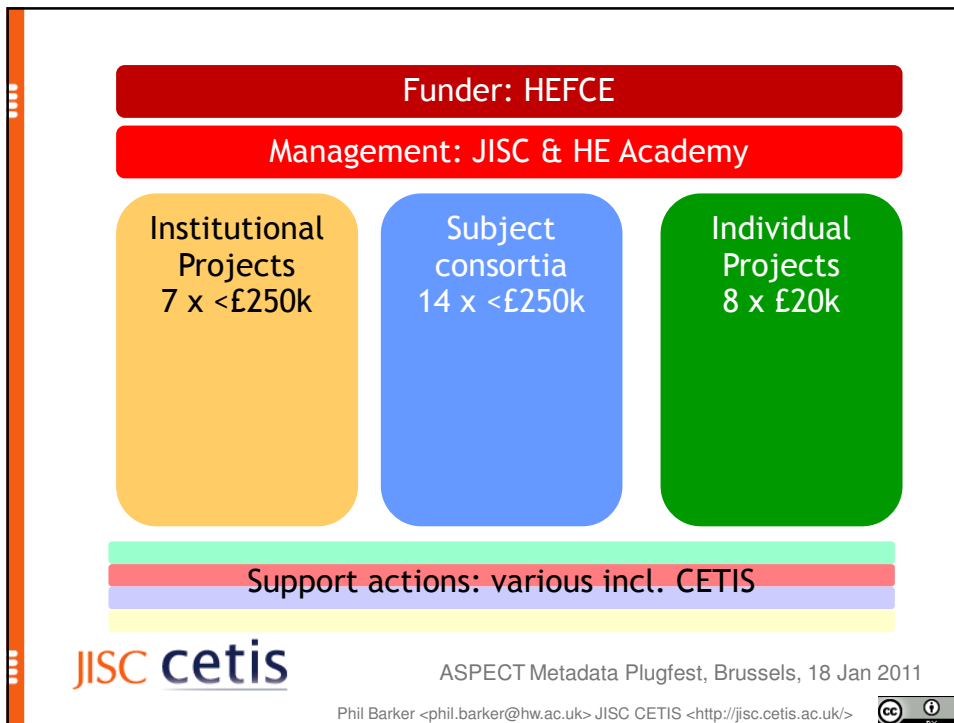 Funder: HEFCE
Management: JISC & HE Academy
Institutional
Projects
7 x <£250k
Subject
consortia
14 x <£250k
Individual
Projects
8 x £20k
Support actions: various incl. CETIS
JISC cetis
ASPECT Metadata Plugfest, Brussels, 18 Jan 2011
Phil Barker <phil.barker@hw.ac.uk> JISC CETIS <http://jisc.cetis.ac.uk/>
cc